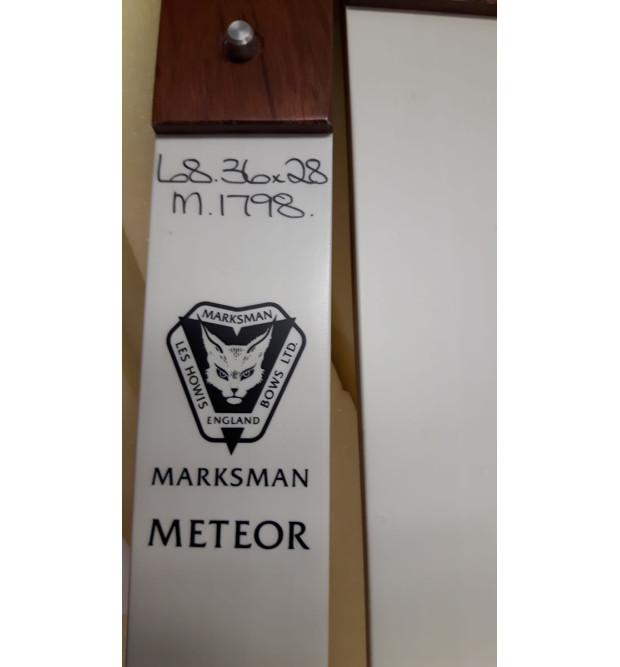 68.36x28
M.1798.
MARKSMAN
LES HOWIS
BOWS LTD.
ENGLAND
MARKSMAN
METEOR